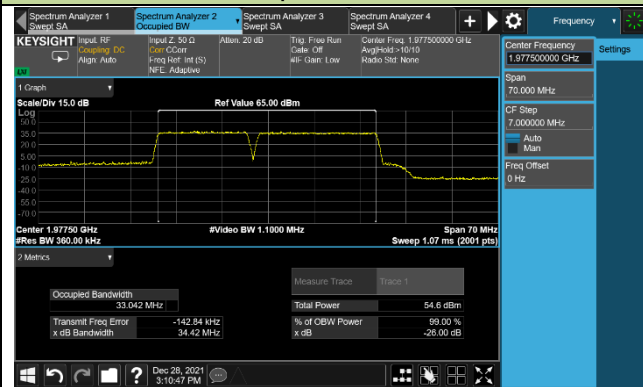 Spectrum Analyzer 1
Swept SA
Spectrum Analyzer 2
Occupied BW
Spectrum Analyzer 3
Swept SA
Spectrum Analyzer 4
Swept SA
Frequency
KEYSIGHT
Input: RF
Coupling: DC
Align: Auto
Input Z: 50 Ω
Corr CCorr
Freq Ref: Int (S)
NFE: Adaptive
Atten: 20 dB
Trig: Free Run
Gate: Off
#IF Gain: Low
Center Freq: 1.977500000 GHz
Avg|Hold:>10/10
Radio Std: None
1 Graph
Scale/Div 15.0 dB
Ref Value 65.00 dBm
Log
50.0
35.0
20.0
5.00
-10.0
-25.0
-40.0
-55.0
-70.0
Center 1.97750 GHz
#Res BW 360.00 kHz
#Video BW 1.1000 MHz
Span 70 MHz
Sweep 1.07 ms (2001 pts)
2 Metrics
Measure Trace
Trace 1
Occupied Bandwidth
33.042 MHz
Total Power
54.6 dBm
Transmit Freq Error
-142.84 kHz
% of OBW Power
99.00 %
x dB Bandwidth
34.42 MHz
x dB
-26.00 dB
Center Frequency
1.977500000 GHz
Settings
Span
70.000 MHz
CF Step
7.000000 MHz
Auto
Man
Freq Offset
0 Hz
Dec 28, 2021
3:10:47 PM